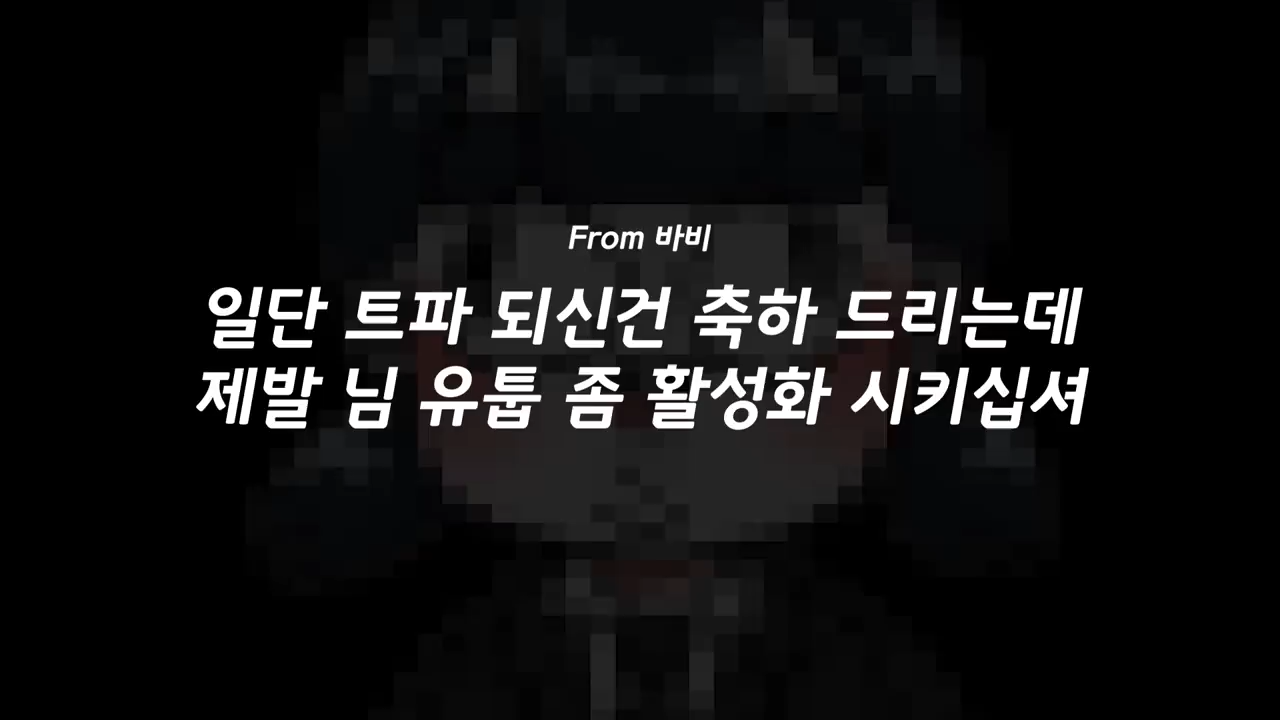 From 바비
일단 트파 되신건 축하 드리는데
제발 님 유툽 좀 활성화 시키십셔